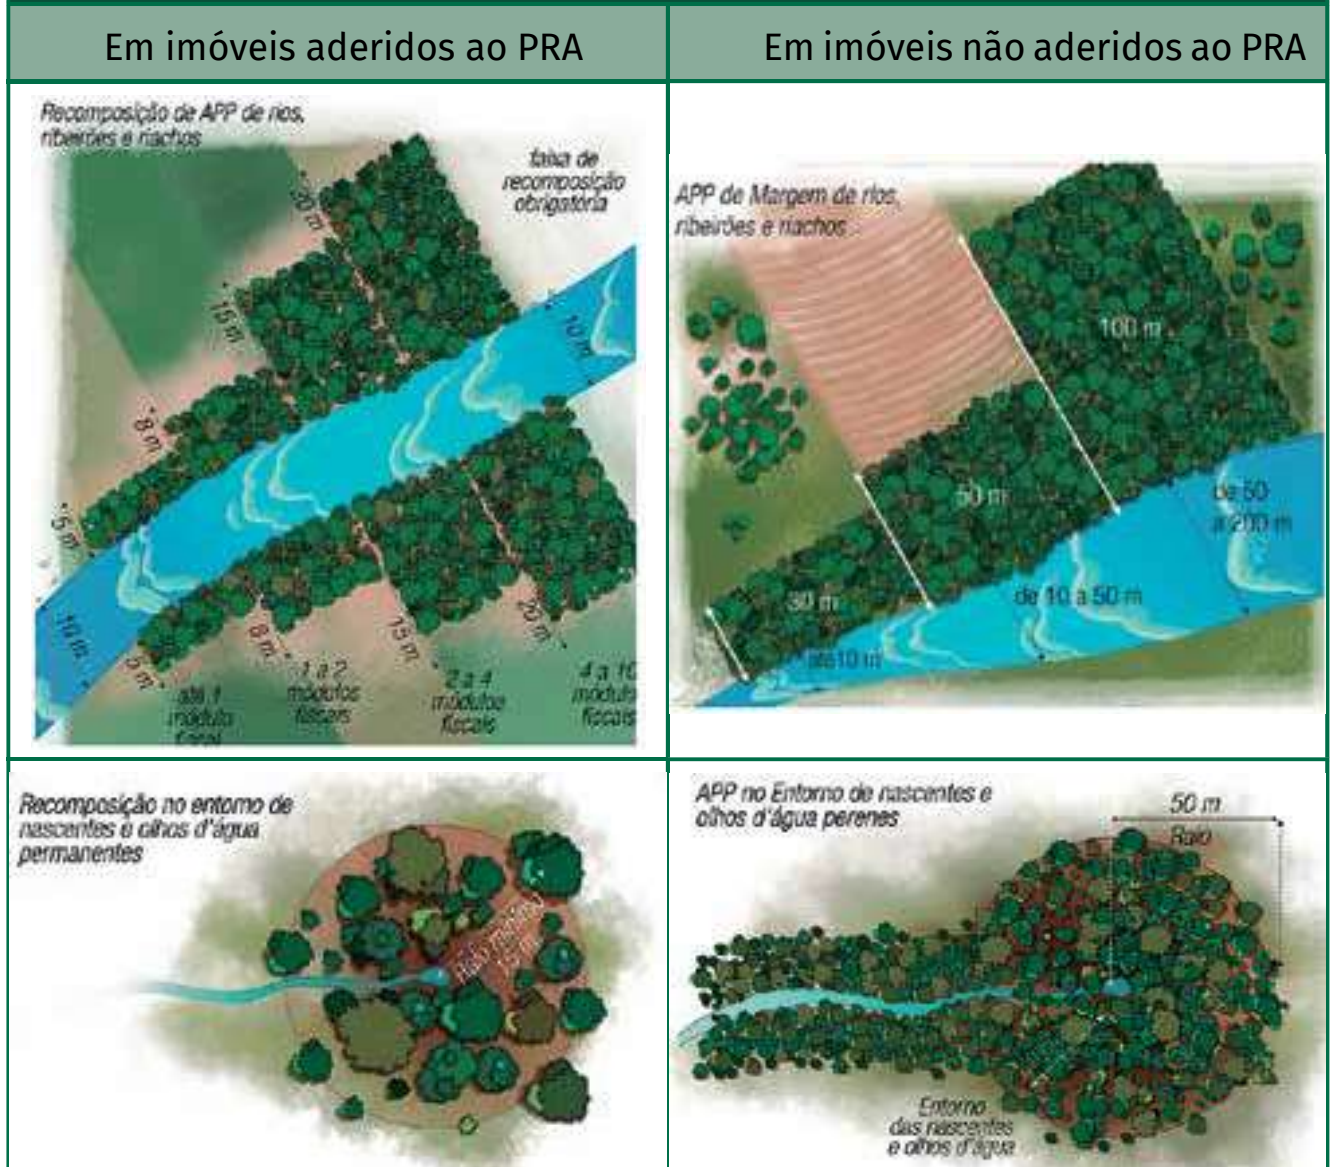 Em imóveis aderidos ao PRA
Em imóveis não aderidos ao PRA
Recomposição de APP de rios,
ribeirões e riachos
faixa de
recomposição
obrigatória
20 m
15 m
8 m
5 m
10 m
10 m
5 m
8 m
15 m
20 m
até 1
módulo
fiscal
1 a 2
módulos
fiscais
2 a 4
módulos
fiscais
4 a 10
módulo
fiscais
APP de Margem de rios,
ribeirões e riachos
100 m
50 m
30 m
de 50
a 200 m
de 10 a 50 m
até 10 m
Recomposição no entorno de
nascentes e olhos d'água
permanentes
APP no Entorno de nascentes e
olhos d'água perenes
50 m
Raio
Entorno
das nascentes
e olhos d'água